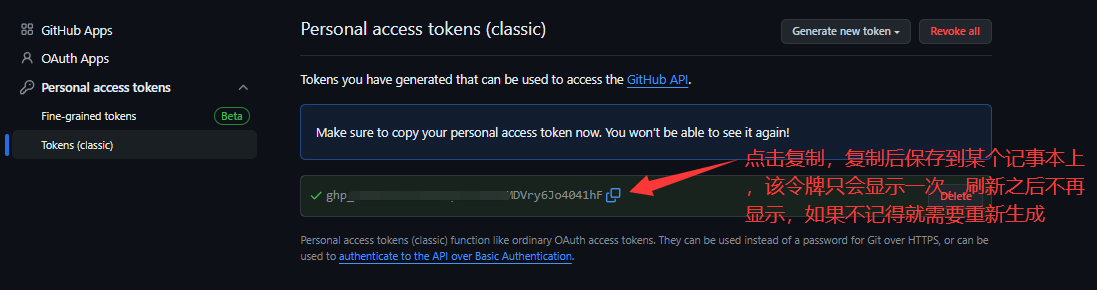 GitHub Apps
OAuth Apps
Personal access tokens
Fine-grained tokens
Beta
Tokens (classic)
Personal access tokens (classic)
Generate new token
Revoke all
Tokens you have generated that can be used to access the GitHub API.
Make sure to copy your personal access token now. You won't be able to see it again!
ghp_ MDVry6Jo4041hF
Delete
点击复制，复制后保存到某个记事本上
，该令牌只会显示一次，刷新之后不再
显示，如果不记得就需要重新生成
Personal access tokens (classic) function like ordinary OAuth access tokens. They can be used instead of a password for Git over HTTPS, or can be
used to authenticate to the API over Basic Authentication.